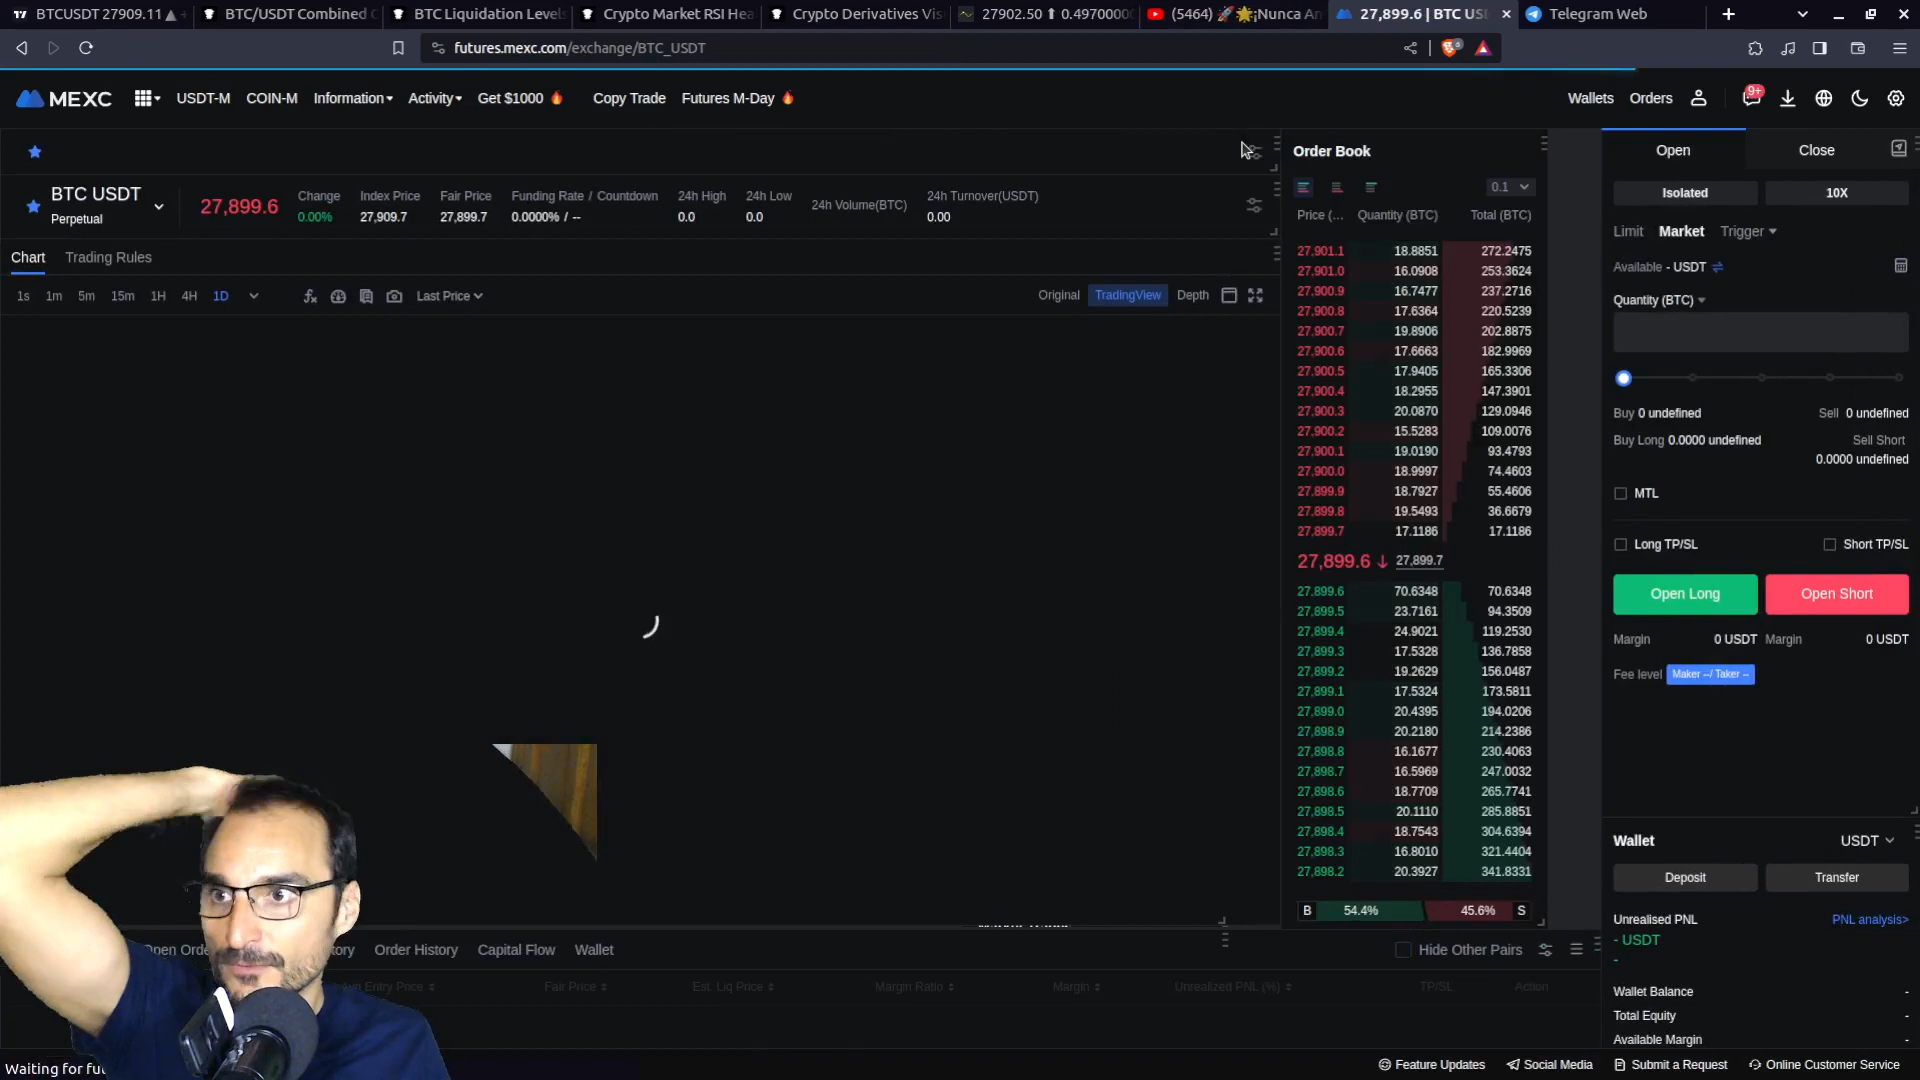 BTCUSDT 27909.11 ▲
BTC/USDT Combined
BTC Liquidation Levels
Crypto Market RSI Hea
Crypto Derivatives Vis
27902.50 ⬆ 0.4970000
(5464) 🚀🌟¡Nunca An
27,899.6 | BTC US
Telegram Web
futures.mexc.com/exchange/BTC_USDT
MEXC USDT-M COIN-M Information Activity Get $1000 🔥 Copy Trade Futures M-Day 🔥
Wallets Orders 9+
BTC USDT
Perpetual
27,899.6
Change Index Price Fair Price Funding Rate / Countdown 24h High 24h Low 24h Volume(BTC) 24h Turnover(USDT)
0.00% 27,909.7 27,899.7 0.0000% / -- 0.0 0.0 0.00
Chart Trading Rules
1s 1m 5m 15m 1H 4H 1D Last Price Original TradingView Depth
Order Book
0.1
Price (... Quantity (BTC) Total (BTC)
27,901.1 18.8851 272.2475
27,901.0 16.0908 253.3624
27,900.9 16.7477 237.2716
27,900.8 17.6364 220.5239
27,900.7 19.8906 202.8875
27,900.6 17.6663 182.9969
27,900.5 17.9405 165.3306
27,900.4 18.2955 147.3901
27,900.3 20.0870 129.0946
27,900.2 15.5283 109.0076
27,900.1 19.0190 93.4793
27,900.0 18.9997 74.4603
27,899.9 18.7927 55.4606
27,899.8 19.5493 36.6679
27,899.7 17.1186 17.1186
27,899.6 ↓ 27,899.7
27,899.6 70.6348 70.6348
27,899.5 23.7161 94.3509
27,899.4 24.9021 119.2530
27,899.3 17.5328 136.7858
27,899.2 19.2629 156.0487
27,899.1 17.5324 173.5811
27,899.0 20.4395 194.0206
27,898.9 20.2180 214.2386
27,898.8 16.1677 230.4063
27,898.7 16.5969 247.0032
27,898.6 18.7709 265.7741
27,898.5 20.1110 285.8851
27,898.4 18.7543 304.6394
27,898.3 16.8010 321.4404
27,898.2 20.3927 341.8331
B 54.4% 45.6% S
Open Close
Isolated 10X
Limit Market Trigger
Available - USDT
Quantity (BTC)
Buy 0 undefined Sell 0 undefined
Buy Long 0.0000 undefined Sell Short
0.0000 undefined
MTL
Long TP/SL Short TP/SL
Open Long Open Short
Margin 0 USDT Margin 0 USDT
Fee level Maker --/ Taker --
Wallet USDT
Deposit Transfer
Unrealised PNL PNL analysis>
- USDT
-
Wallet Balance -
Total Equity -
Available Margin -
Open Orde tory Order History Capital Flow Wallet Hide Other Pairs
Entry Price Fair Price Est. Liq Price Margin Ratio Margin Unrealized PNL (%) TP/SL Action
Waiting for fut
Feature Updates Social Media Submit a Request Online Customer Service